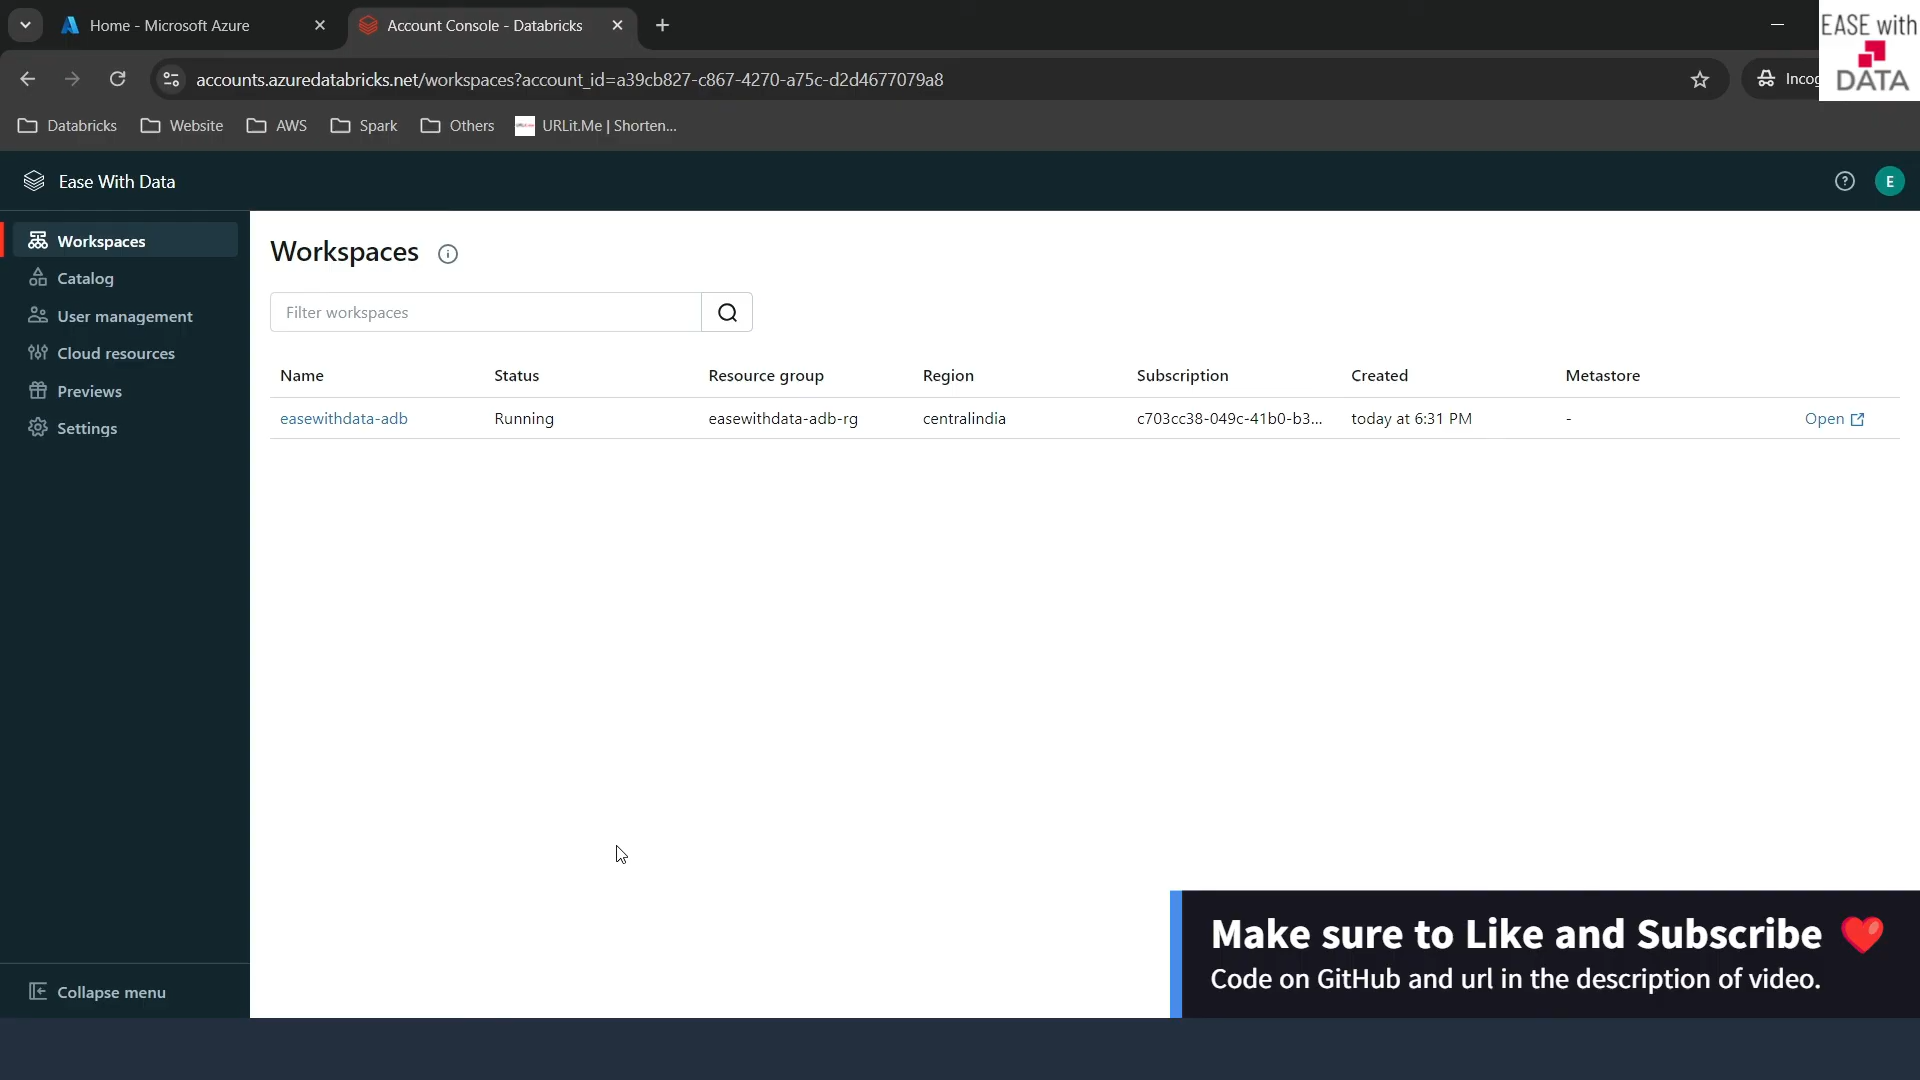 Home - Microsoft Azure
Account Console - Databricks
EASE with
DATA
accounts.azuredatabricks.net/workspaces?account_id=a39cb827-c867-4270-a75c-d2d4677079a8
Databricks
Website
AWS
Spark
Others
URLit.Me | Shorten...
Ease With Data
E
Workspaces
Catalog
User management
Cloud resources
Previews
Settings
Collapse menu
Workspaces
Filter workspaces
Name Status Resource group Region Subscription Created Metastore
easewithdata-adb Running easewithdata-adb-rg centralindia c703cc38-049c-41b0-b3... today at 6:31 PM - Open
Make sure to Like and Subscribe ❤️
Code on GitHub and url in the description of video.